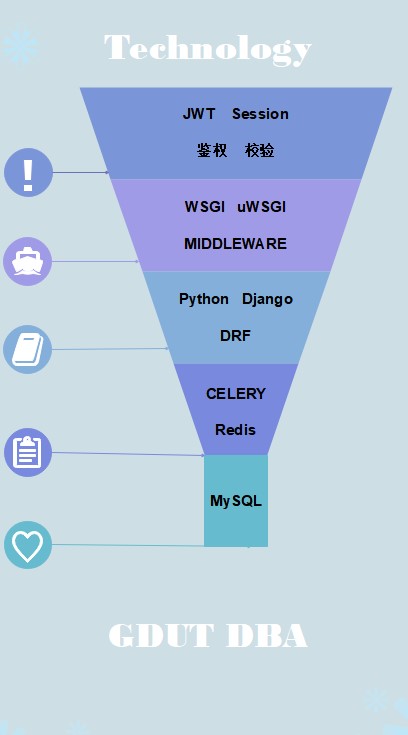 Technology
JWT Session
鉴权 校验
WSGI uWSGI
MIDDLEWARE
Python Django
DRF
CELERY
Redis
MySQL
GDUT DBA